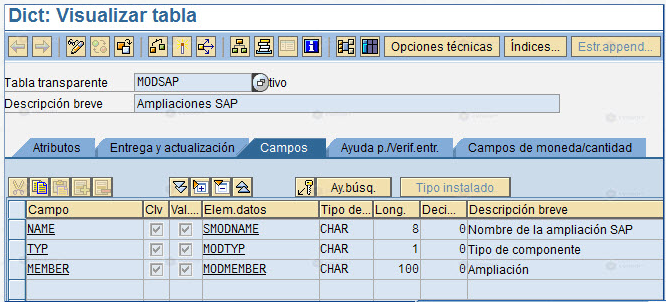 Dict: Visualizar tabla
Opciones técnicas Índices... Estr.append...
Tabla transparente MODSAP tivo
Descripción breve Ampliaciones SAP
Atributos Entrega y actualización Campos Ayuda p./Verif.entr. Campos de moneda/cantidad
Ay.búsq. Tipo instalado
Campo Clv Val.... Elem.datos Tipo de... Long. Deci... Descripción breve
NAME SMODNAME CHAR 8 0 Nombre de la ampliación SAP
TYP MODTYP CHAR 1 0 Tipo de componente
MEMBER MODMEMBER CHAR 100 0 Ampliación